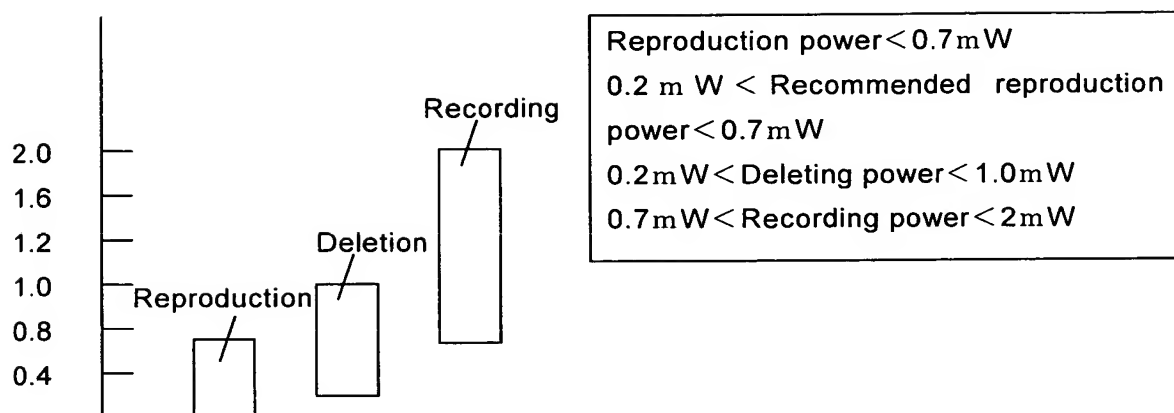 Recording
2.0
1.6
1.2
Deletion
1.0
Reproduction
0.8
0.4
Reproduction power<0.7mW
0.2 m W < Recommended reproduction
power<0.7mW
0.2mW<Deleting power<1.0mW
0.7mW<Recording power<2mW